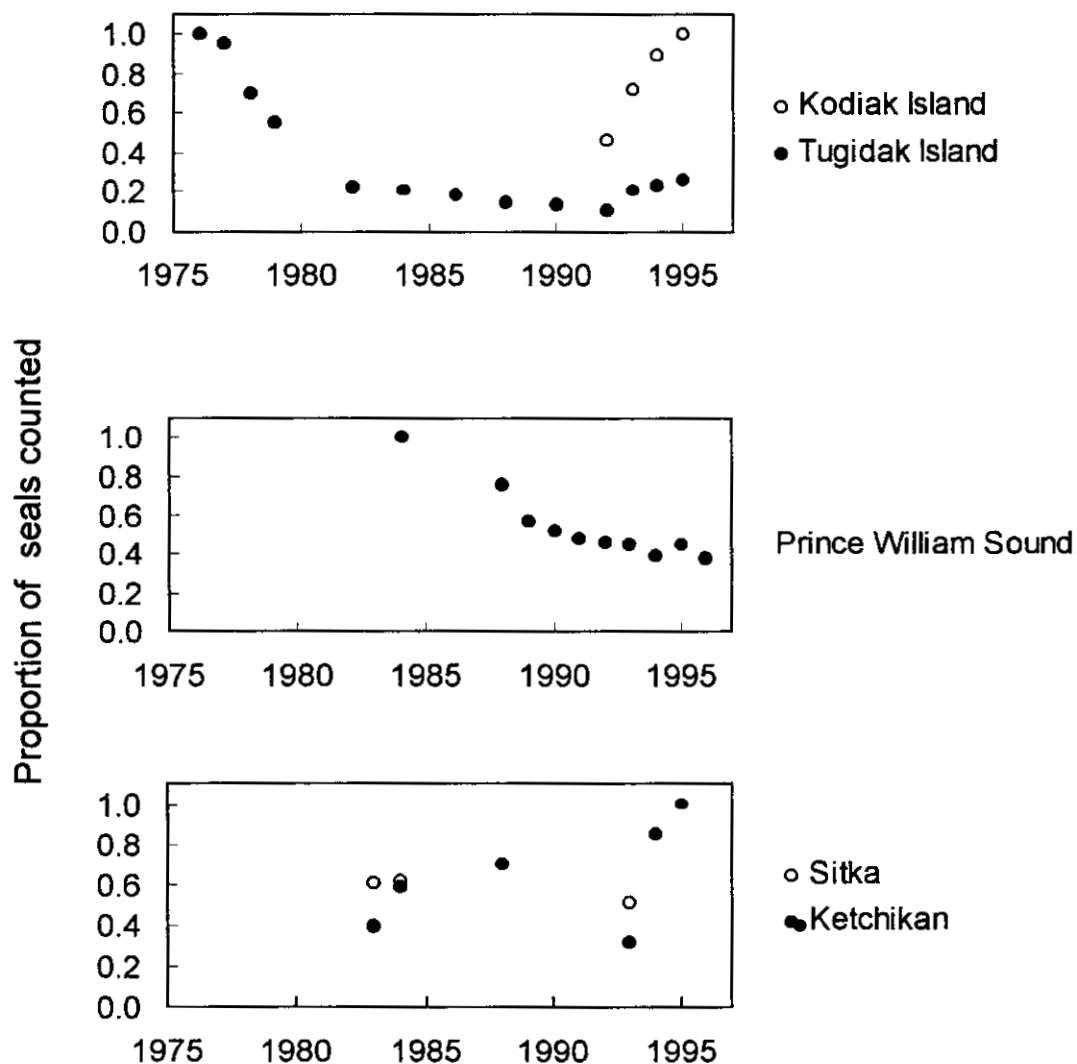 Proportion of seals counted
1.0
0.8
0.6
0.4
0.2
0.0
1975 1980 1985 1990 1995
Kodiak Island
Tugidak Island
1.0
0.8
0.6
0.4
0.2
0.0
1975 1980 1985 1990 1995
Prince William Sound
1.0
0.8
0.6
0.4
0.2
0.0
1975 1980 1985 1990 1995
Sitka
Ketchikan